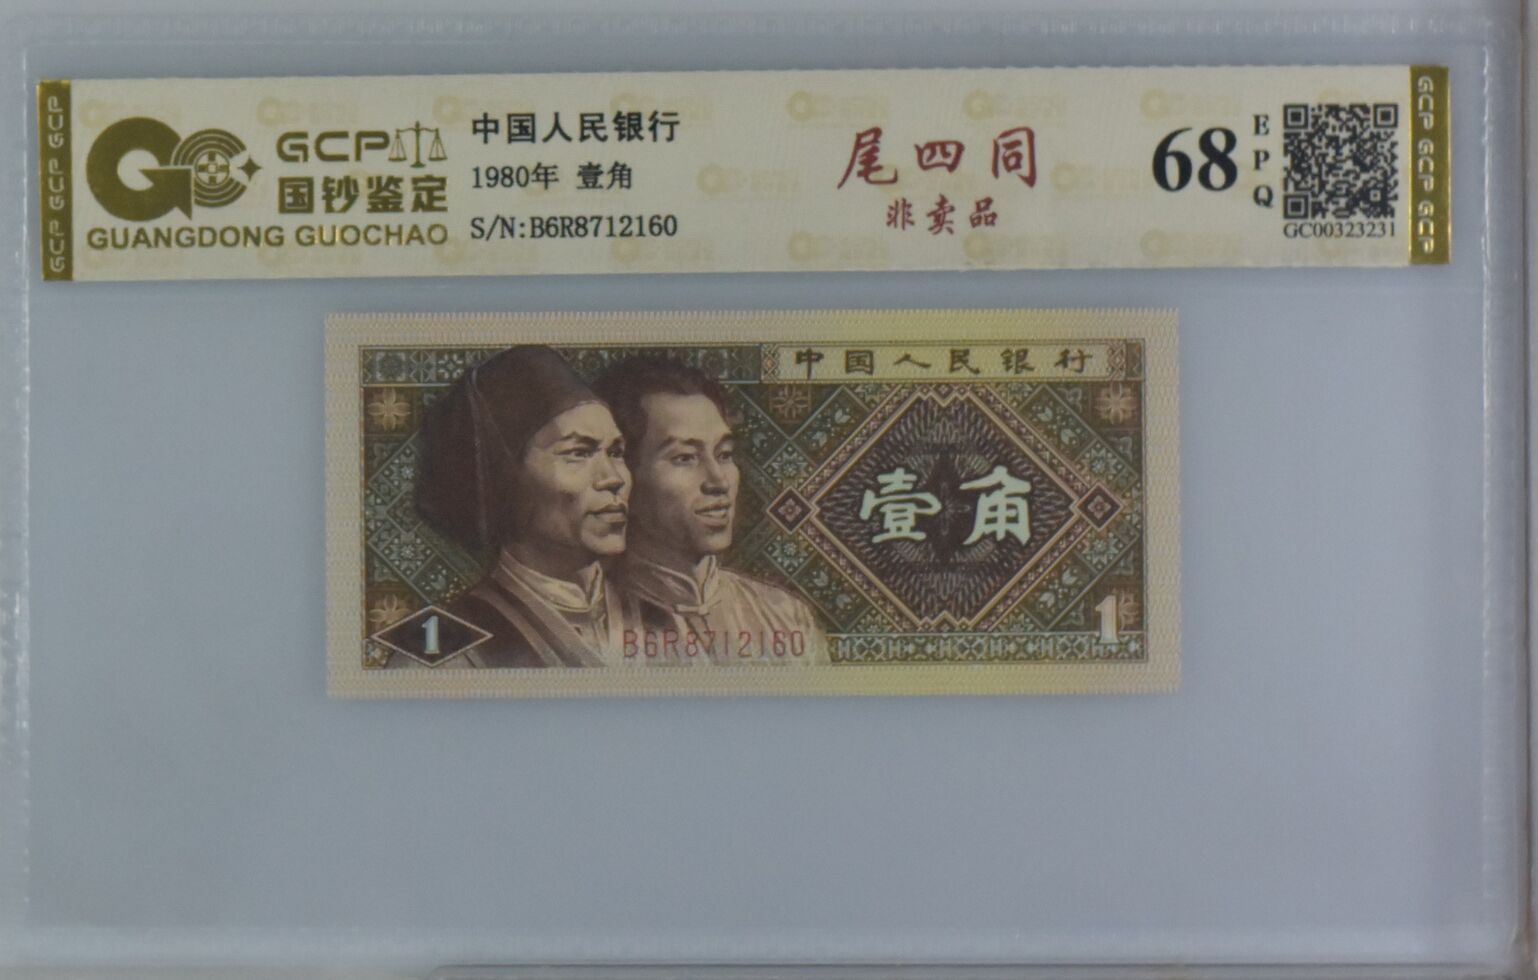 GCP GCP GCP
GCP
国钞鉴定
GUANGDONG GUOCHAO
中国人民银行
1980年 壹角
S/N:B6R8712160
尾四同
非卖品
68
EPQ
GC00323231
GCP GCP GCP
中国人民银行
壹角
1
B6R8712160
1